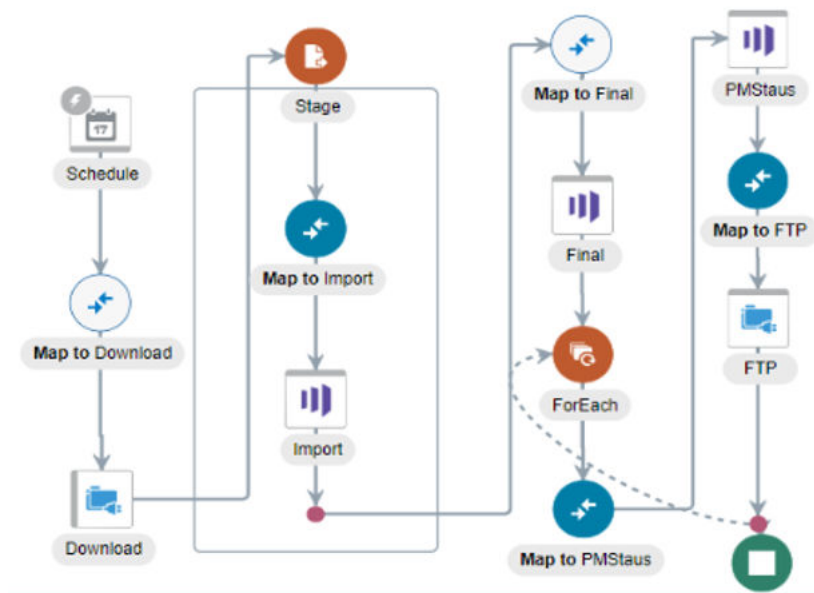 17
Schedule
Map to Download
Download
Stage
Map to Import
Import
Map to Final
Final
ForEach
Map to PMStaus
PMStaus
Map to FTP
FTP